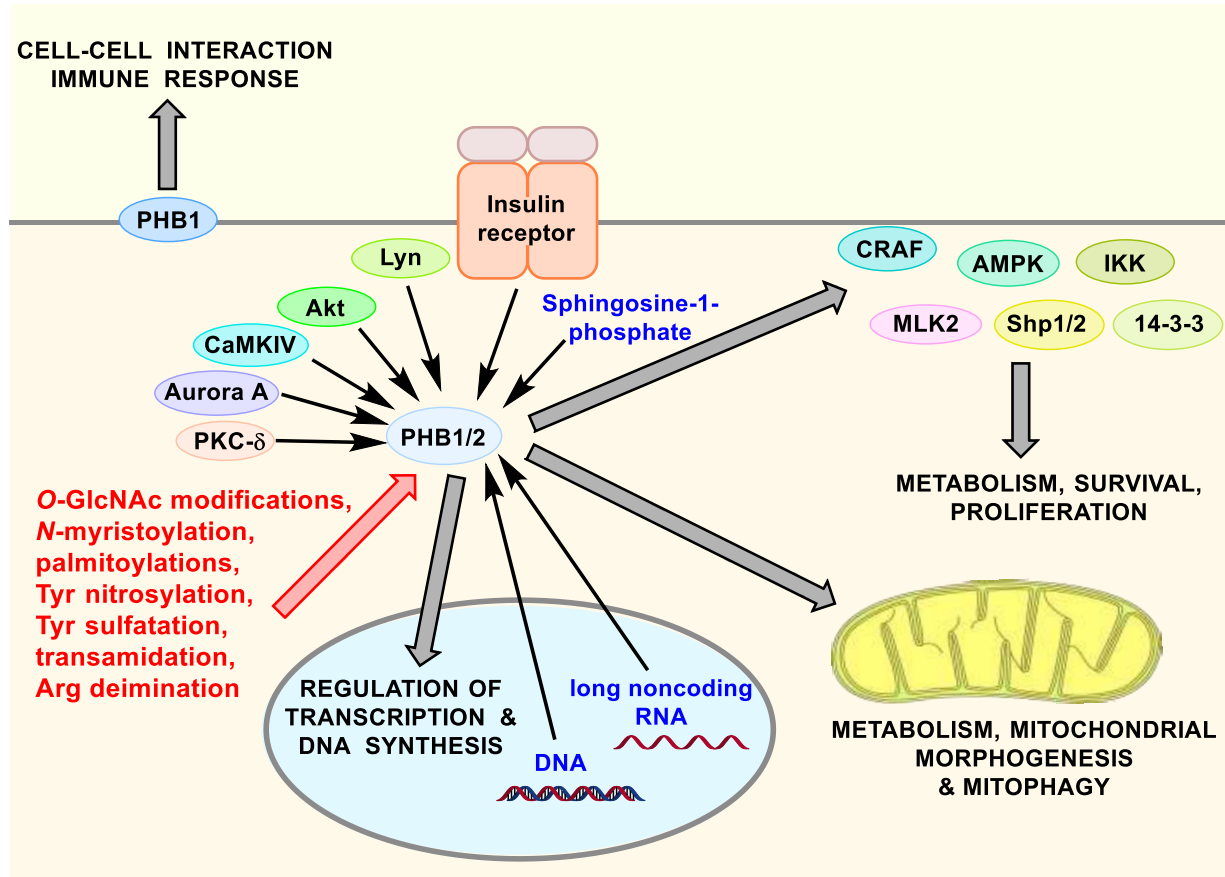 CELL-CELL INTERACTION
IMMUNE RESPONSE
PHB1
Insulin
receptor
Lyn
Akt
CaMKIV
Aurora A
PKC-δ
Sphingosine-1-
phosphate
PHB1/2
CRAF
AMPK
IKK
MLK2
Shp1/2
14-3-3
METABOLISM, SURVIVAL,
PROLIFERATION
O-GlcNAc modifications,
N-myristoylation,
palmitoylations,
Tyr nitrosylation,
Tyr sulfatation,
transamidation,
Arg deimination
REGULATION OF
TRANSCRIPTION &
DNA SYNTHESIS
long noncoding
RNA
DNA
METABOLISM, MITOCHONDRIAL
MORPHOGENESIS
& MITOPHAGY